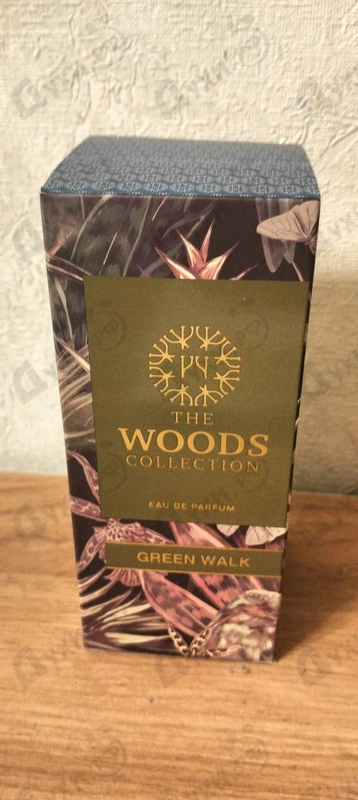 THE
WOODS
COLLECTION
EAU DE PARFUM
GREEN WALK